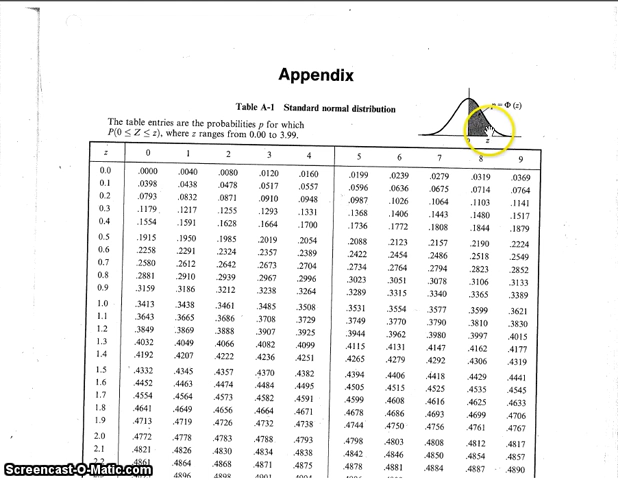 Appendix
Table A-1 Standard normal distribution
p = Φ (z)
The table entries are the probabilities p for which
P(0 ≤ Z ≤ z), where z ranges from 0.00 to 3.99.
z 0 1 2 3 4 5 6 7 8 9
0.0 .0000 .0040 .0080 .0120 .0160 .0199 .0239 .0279 .0319 .0369
0.1 .0398 .0438 .0478 .0517 .0557 .0596 .0636 .0675 .0714 .0764
0.2 .0793 .0832 .0871 .0910 .0948 .0987 .1026 .1064 .1103 .1141
0.3 .1179 .1217 .1255 .1293 .1331 .1368 .1406 .1443 .1480 .1517
0.4 .1554 .1591 .1628 .1664 .1700 .1736 .1772 .1808 .1844 .1879
0.5 .1915 .1950 .1985 .2019 .2054 .2088 .2123 .2157 .2190 .2224
0.6 .2258 .2291 .2324 .2357 .2389 .2422 .2454 .2486 .2518 .2549
0.7 .2580 .2612 .2642 .2673 .2704 .2734 .2764 .2794 .2823 .2852
0.8 .2881 .2910 .2939 .2967 .2996 .3023 .3051 .3078 .3106 .3133
0.9 .3159 .3186 .3212 .3238 .3264 .3289 .3315 .3340 .3365 .3389
1.0 .3413 .3438 .3461 .3485 .3508 .3531 .3554 .3577 .3599 .3621
1.1 .3643 .3665 .3686 .3708 .3729 .3749 .3770 .3790 .3810 .3830
1.2 .3849 .3869 .3888 .3907 .3925 .3944 .3962 .3980 .3997 .4015
1.3 .4032 .4049 .4066 .4082 .4099 .4115 .4131 .4147 .4162 .4177
1.4 .4192 .4207 .4222 .4236 .4251 .4265 .4279 .4292 .4306 .4319
1.5 .4332 .4345 .4357 .4370 .4382 .4394 .4406 .4418 .4429 .4441
1.6 .4452 .4463 .4474 .4484 .4495 .4505 .4515 .4525 .4535 .4545
1.7 .4554 .4564 .4573 .4582 .4591 .4599 .4608 .4616 .4625 .4633
1.8 .4641 .4649 .4656 .4664 .4671 .4678 .4686 .4693 .4699 .4706
1.9 .4713 .4719 .4726 .4732 .4738 .4744 .4750 .4756 .4761 .4767
2.0 .4772 .4778 .4783 .4788 .4793 .4798 .4803 .4808 .4812 .4817
2.1 .4821 .4826 .4830 .4834 .4838 .4842 .4846 .4850 .4854 .4857
2.2 .4861 .4864 .4868 .4871 .4875 .4878 .4881 .4884 .4887 .4890
Screencast-O-Matic.com